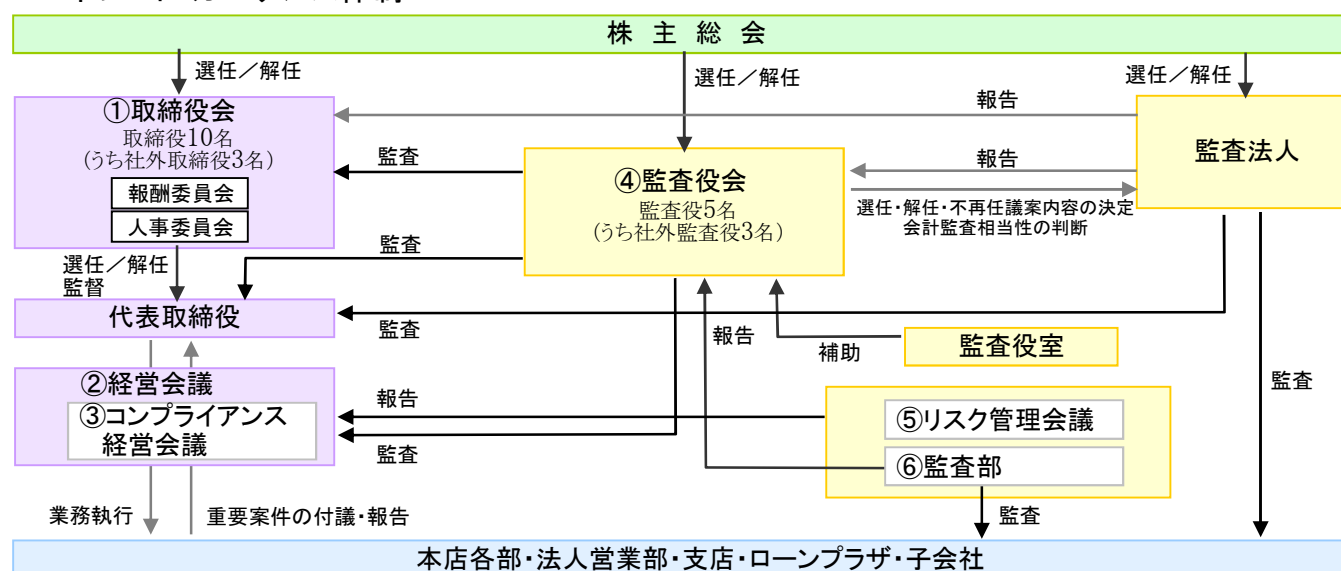 株主総会
選任／解任
選任／解任
選任／解任
①取締役会
取締役10名
(うち社外取締役3名)
報酬委員会
人事委員会
報告
監査法人
監査
④監査役会
監査役5名
(うち社外監査役3名)
報告
選任・解任・不再任議案内容の決定
会計監査相当性の判断
監査
選任／解任
監督
代表取締役
監査
報告
補助
監査役室
監査
②経営会議
③コンプライアンス
経営会議
報告
監査
⑤リスク管理会議
⑥監査部
業務執行
重要案件の付議・報告
監査
本店各部・法人営業部・支店・ローンプラザ・子会社